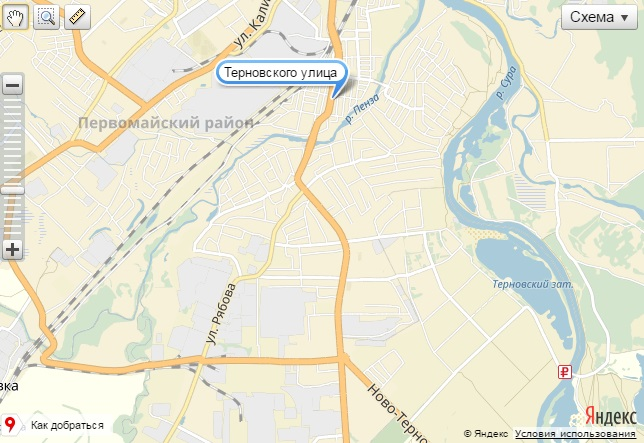 Схема
ул. Кали
Терновского улица
р. Сура
р. Пенза
Первомайский район
Терновский зат.
ул. Рябова
вка
Ново-Терно
₽
Как добраться
Яндекс
© Яндекс Условия использования